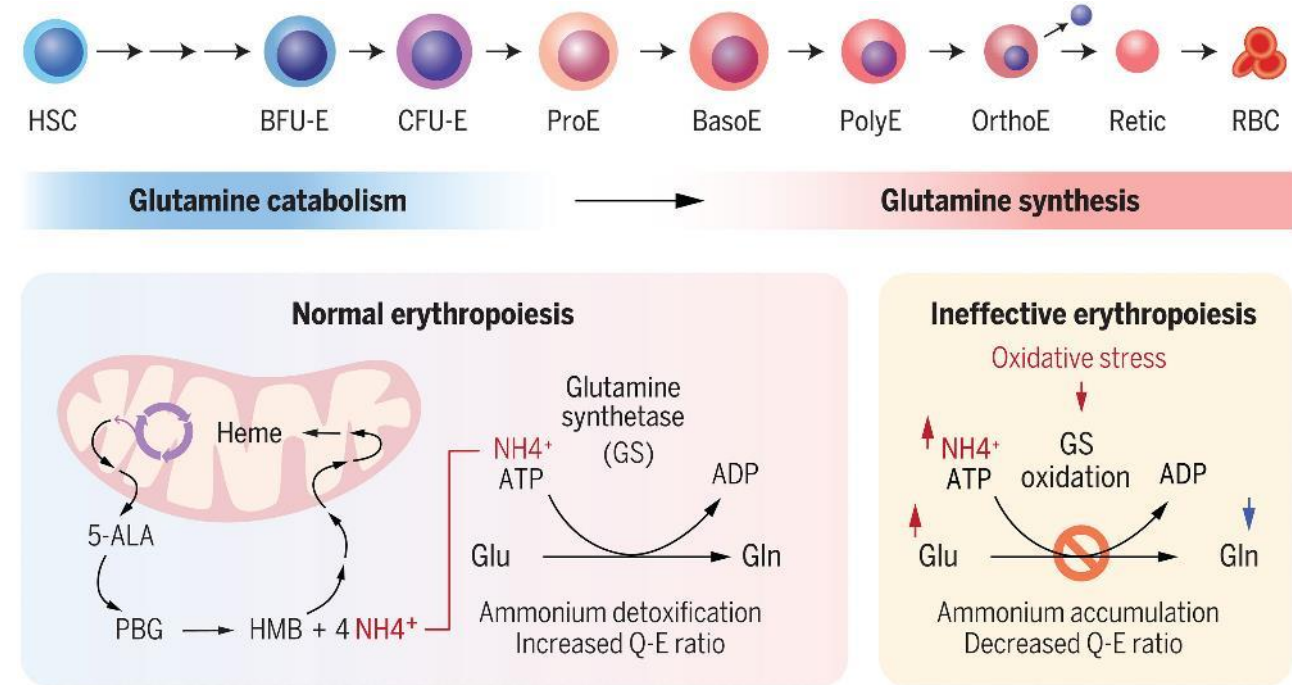 HSC BFU-E CFU-E ProE BasoE PolyE OrthoE Retic RBC
Glutamine catabolism
Glutamine synthesis
Normal erythropoiesis
Heme
5-ALA
PBG
HMB + 4 NH4⁺
Glutamine
synthetase
(GS)
NH4⁺
ATP
ADP
Glu
Gln
Ammonium detoxification
Increased Q-E ratio
Ineffective erythropoiesis
Oxidative stress
NH4⁺
ATP
GS
oxidation
ADP
Glu
Gln
Ammonium accumulation
Decreased Q-E ratio